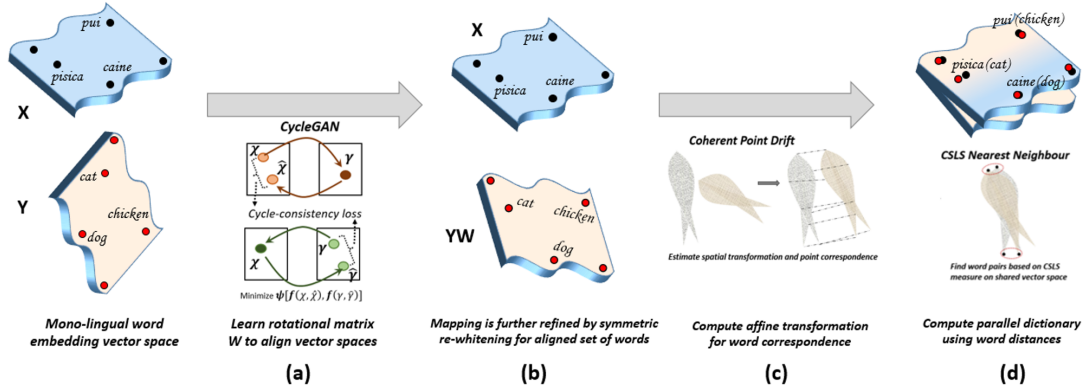 pui
pisica
caine
X
cat
Y
chicken
dog
Mono-lingual word
embedding vector space
CycleGAN
χ
χ̂
γ
Cycle-consistency loss
χ
γ
γ̂
Minimize ψ[f(χ, χ̂), f(γ, γ̂)]
Learn rotational matrix
W to align vector spaces
(a)
X
pui
pisica
caine
YW
cat
chicken
dog
Mapping is further refined by symmetric
re-whitening for aligned set of words
(b)
Coherent Point Drift
Estimate spatial transformation and point correspondence
Compute affine transformation
for word correspondence
(c)
pui (chicken)
pisica (cat)
caine (dog)
CSLS Nearest Neighbour
Find word pairs based on CSLS
measure on shared vector space
Compute parallel dictionary
using word distances
(d)